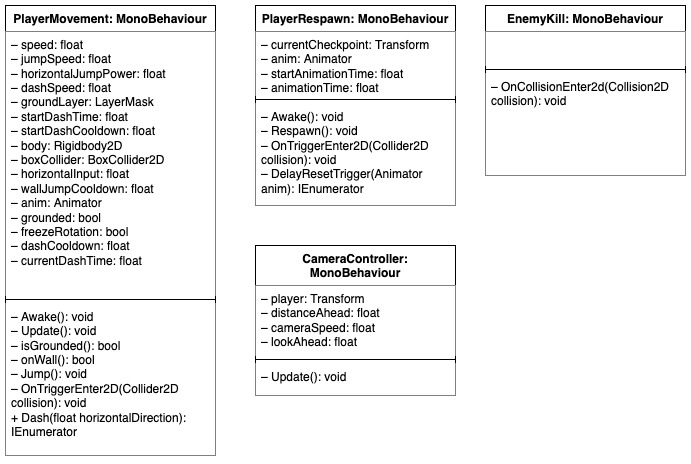 PlayerMovement: MonoBehaviour
– speed: float
– jumpSpeed: float
– horizontalJumpPower: float
– dashSpeed: float
– groundLayer: LayerMask
– startDashTime: float
– startDashCooldown: float
– body: Rigidbody2D
– boxCollider: BoxCollider2D
– horizontalInput: float
– wallJumpCooldown: float
– anim: Animator
– grounded: bool
– freezeRotation: bool
– dashCooldown: float
– currentDashTime: float
– Awake(): void
– Update(): void
– isGrounded(): bool
– onWall(): bool
– Jump(): void
– OnTriggerEnter2D(Collider2D
collision): void
+ Dash(float horizontalDirection):
IEnumerator
PlayerRespawn: MonoBehaviour
– currentCheckpoint: Transform
– anim: Animator
– startAnimationTime: float
– animationTime: float
– Awake(): void
– Respawn(): void
– OnTriggerEnter2D(Collider2D
collision): void
– DelayResetTrigger(Animator
anim): IEnumerator
CameraController:
MonoBehaviour
– player: Transform
– distanceAhead: float
– cameraSpeed: float
– lookAhead: float
– Update(): void
EnemyKill: MonoBehaviour
– OnCollisionEnter2d(Collision2D
collision): void